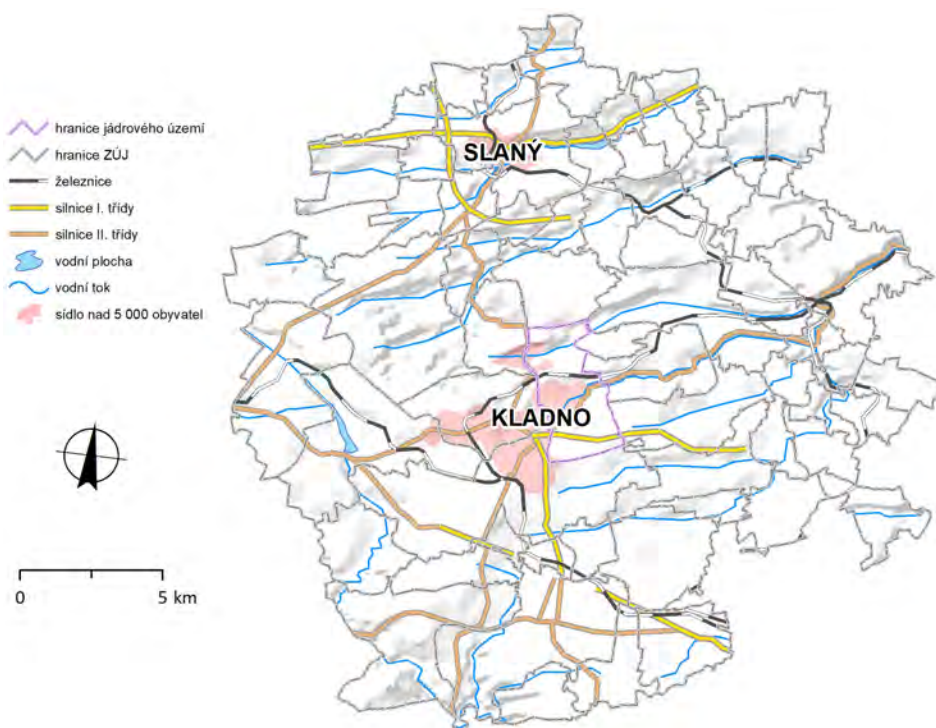 hranice jádrového území
hranice ZÚJ
železnice
silnice I. třídy
silnice II. třídy
vodní plocha
vodní tok
sídlo nad 5 000 obyvatel
SLANÝ
KLADNO
0 5 km